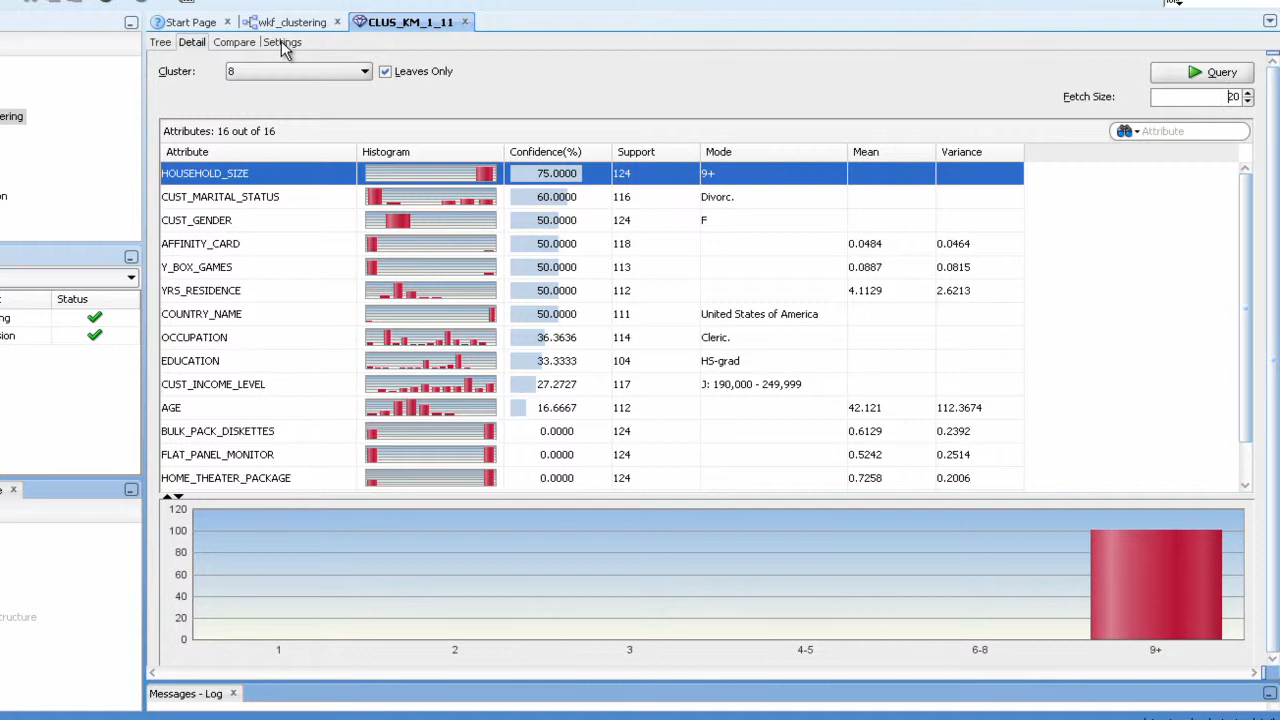 Start Page wkf_clustering CLUS_KM_1_11
Tree Detail Compare Settings
Cluster: 8 Leaves Only Query
Fetch Size: 20
ering
Attributes: 16 out of 16 Attribute
Attribute Histogram Confidence(%) Support Mode Mean Variance
HOUSEHOLD_SIZE 75.0000 124 9+
CUST_MARITAL_STATUS 60.0000 116 Divorc.
on
CUST_GENDER 50.0000 124 F
AFFINITY_CARD 50.0000 118 0.0484 0.0464
Y_BOX_GAMES 50.0000 113 0.0887 0.0815
YRS_RESIDENCE 50.0000 112 4.1129 2.6213
Status
COUNTRY_NAME 50.0000 111 United States of America
ng
OCCUPATION 36.3636 114 Cleric.
sion
EDUCATION 33.3333 104 HS-grad
CUST_INCOME_LEVEL 27.2727 117 J: 190,000 - 249,999
AGE 16.6667 112 42.121 112.3674
BULK_PACK_DISKETTES 0.0000 124 0.6129 0.2392
FLAT_PANEL_MONITOR 0.0000 124 0.5242 0.2514
HOME_THEATER_PACKAGE 0.0000 124 0.7258 0.2006
120
100
80
60
40
20
0
1 2 3 4-5 6-8 9+
ructure
Messages - Log